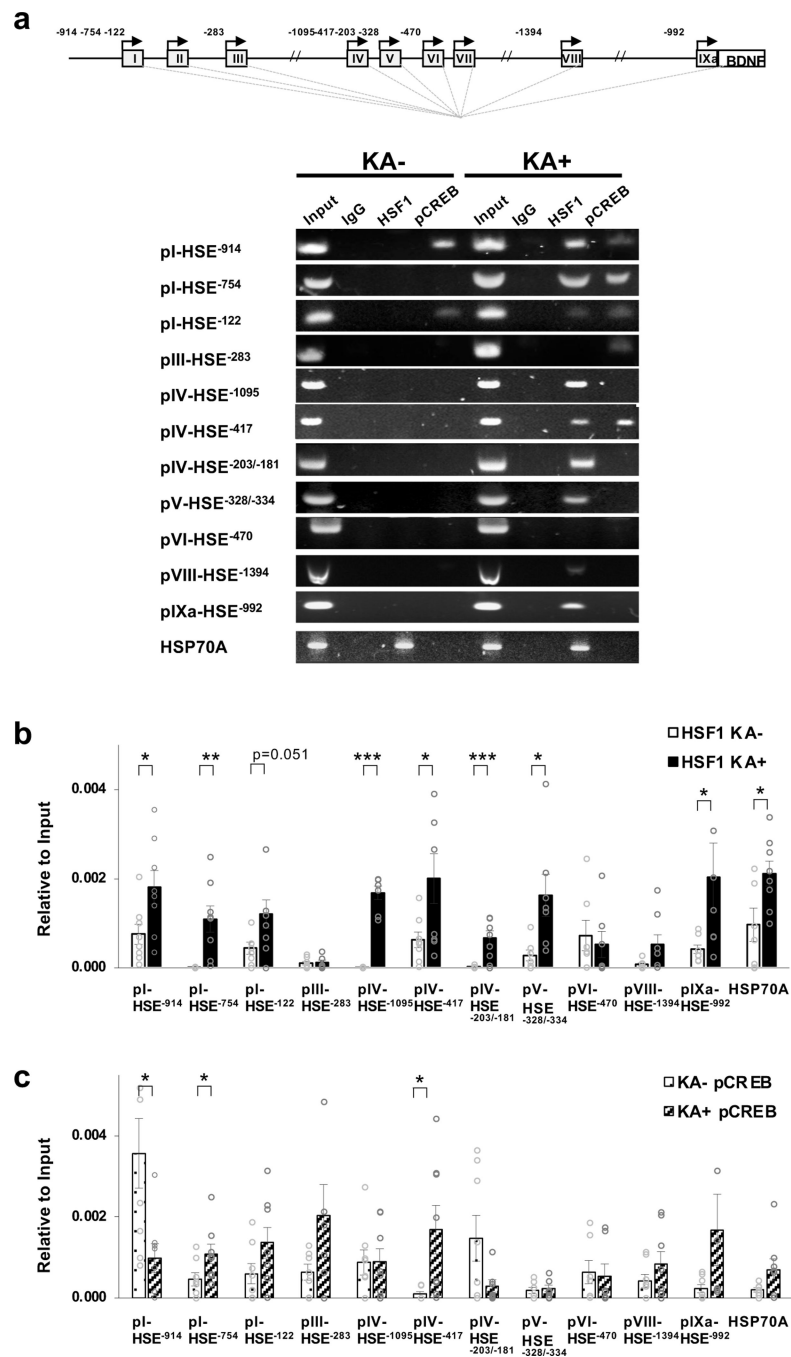 a
-914 -754 -122 -283 -1095 -417 -203 -328 -470 -1394 -992
I II III IV V VI VII VIII IXa BDNF
KA- KA+
Input IgG HSF1 pCREB Input IgG HSF1 pCREB
pI-HSE-914
pI-HSE-754
pI-HSE-122
pIII-HSE-283
pIV-HSE-1095
pIV-HSE-417
pIV-HSE-203/-181
pV-HSE-328/-334
pVI-HSE-470
pVIII-HSE-1394
pIXa-HSE-992
HSP70A
b
HSF1 KA-
HSF1 KA+
* ** p=0.051 *** * *** * * *
Relative to Input
0.004
0.002
0.000
pI- pI- pI- pIII- pIV- pIV- pIV- pV- pVI- pVIII- pIXa- HSP70A
HSE-914 HSE-754 HSE-122 HSE-283 HSE-1095 HSE-417 HSE HSE HSE-470 HSE-1394 HSE-992
-203/-181 -328/-334
c
KA- pCREB
KA+ pCREB
* * *
Relative to Input
0.004
0.002
0.000
pI- pI- pI- pIII- pIV- pIV- pIV- pV- pVI- pVIII- pIXa- HSP70A
HSE-914 HSE-754 HSE-122 HSE-283 HSE-1095 HSE-417 HSE HSE HSE-470 HSE-1394 HSE-992
-203/-181 -328/-334